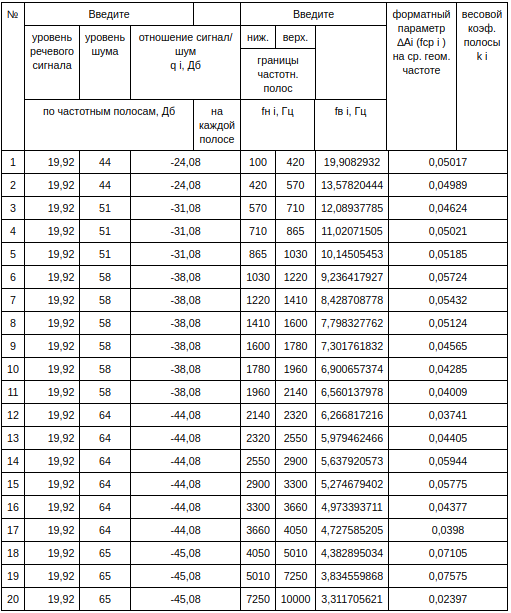 № Введите Введите форматный параметр ΔAi (fср i ) на ср. геом. частоте весовой коэф. полосы k i
уровень речевого сигнала уровень шума отношение сигнал/шум q i, Дб ниж. верх.
границы частотн. полос
по частотным полосам, Дб на каждой полосе fн i, Гц fв i, Гц
1 19,92 44 -24,08 100 420 19,9082932 0,05017
2 19,92 44 -24,08 420 570 13,57820444 0,04989
3 19,92 51 -31,08 570 710 12,08937785 0,04624
4 19,92 51 -31,08 710 865 11,02071505 0,05021
5 19,92 51 -31,08 865 1030 10,14505453 0,05185
6 19,92 58 -38,08 1030 1220 9,236417927 0,05724
7 19,92 58 -38,08 1220 1410 8,428708778 0,05432
8 19,92 58 -38,08 1410 1600 7,798327762 0,05124
9 19,92 58 -38,08 1600 1780 7,301761832 0,04565
10 19,92 58 -38,08 1780 1960 6,900657374 0,04285
11 19,92 58 -38,08 1960 2140 6,560137978 0,04009
12 19,92 64 -44,08 2140 2320 6,266817216 0,03741
13 19,92 64 -44,08 2320 2550 5,979462466 0,04405
14 19,92 64 -44,08 2550 2900 5,637920573 0,05944
15 19,92 64 -44,08 2900 3300 5,274679402 0,05775
16 19,92 64 -44,08 3300 3660 4,973393711 0,04377
17 19,92 64 -44,08 3660 4050 4,727585205 0,0398
18 19,92 65 -45,08 4050 5010 4,382895034 0,07105
19 19,92 65 -45,08 5010 7250 3,834559868 0,07575
20 19,92 65 -45,08 7250 10000 3,311705621 0,02397